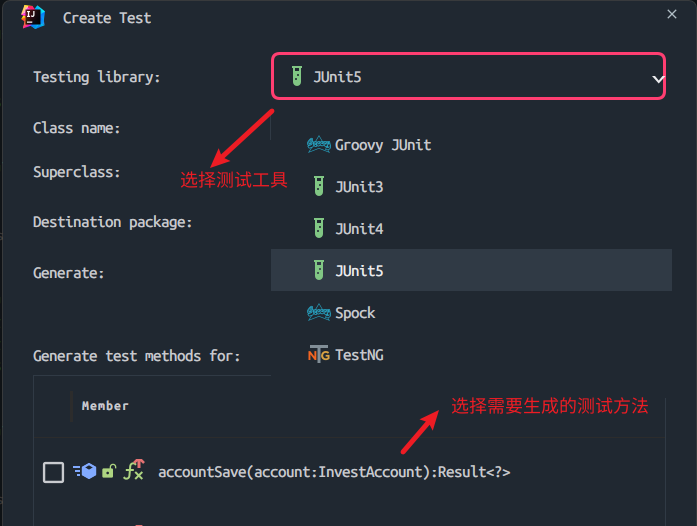 Create Test
Testing library:
JUnit5
Class name:
Groovy JUnit
Superclass:
选择测试工具
JUnit3
Destination package:
JUnit4
Generate:
JUnit5
Spock
Generate test methods for:
TestNG
Member
选择需要生成的测试方法
accountSave(account:InvestAccount):Result<?>